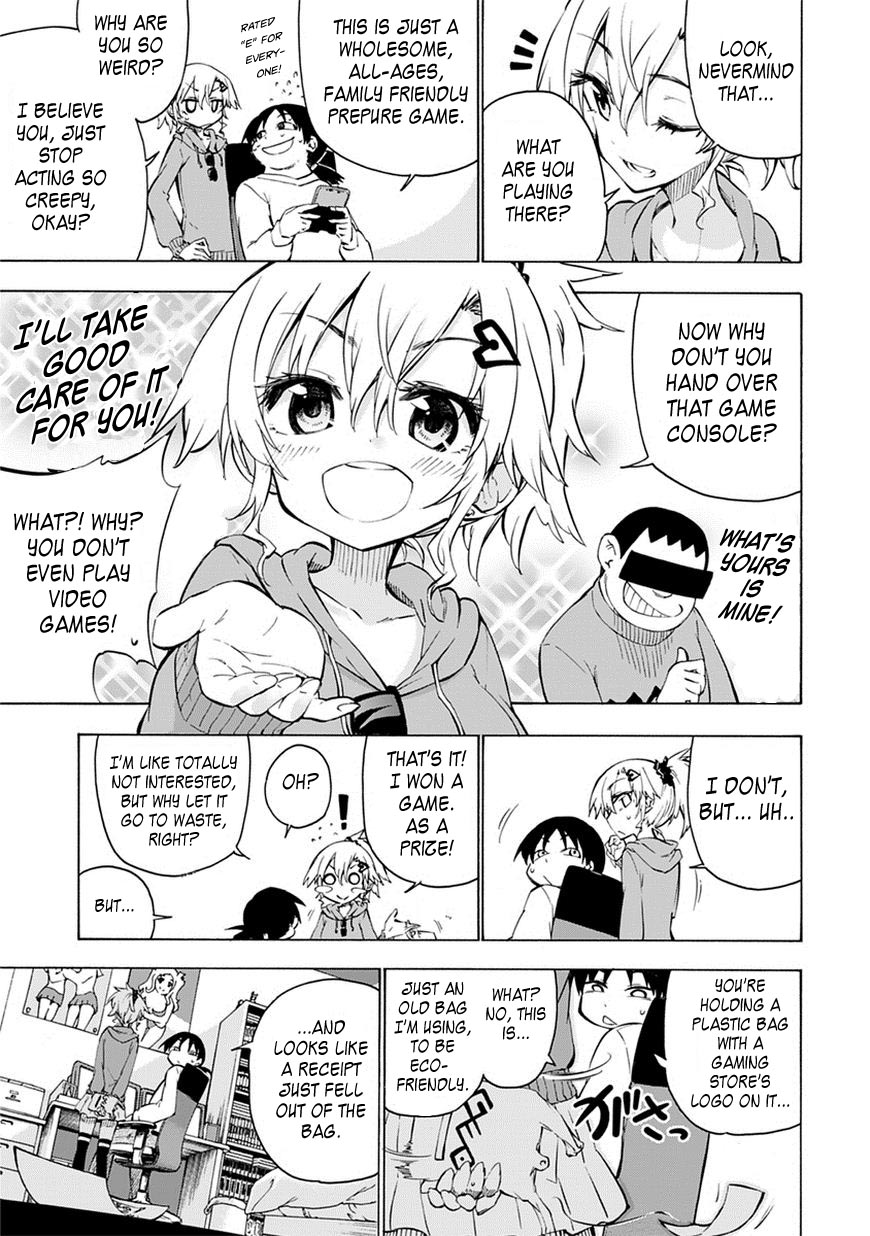 LOOK,
NEVERMIND
THAT...
WHAT
ARE YOU
PLAYING
THERE?
THIS IS JUST A
WHOLESOME,
ALL-AGES,
FAMILY FRIENDLY
PREPURE GAME.
RATED
"E" FOR
EVERY-
ONE!
WHY ARE
YOU SO
WEIRD?
I BELIEVE
YOU, JUST
STOP
ACTING SO
CREEPY,
OKAY?
NOW WHY
DON'T YOU
HAND OVER
THAT GAME
CONSOLE?
WHAT'S
YOURS
IS
MINE!
I'LL TAKE
GOOD
CARE OF IT
FOR YOU!
WHAT?! WHY?
YOU DON'T
EVEN PLAY
VIDEO
GAMES!
I DON'T,
BUT... UH..
THAT'S IT!
I WON A
GAME.
AS A
PRIZE!
OH?
I'M LIKE TOTALLY
NOT INTERESTED,
BUT WHY LET IT
GO TO WASTE,
RIGHT?
BUT...
YOU'RE
HOLDING A
PLASTIC BAG
WITH A
GAMING
STORE'S
LOGO ON IT...
WHAT?
NO, THIS
IS...
JUST AN
OLD BAG
I'M USING,
TO BE
ECO-
FRIENDLY.
ガサっ
...AND
LOOKS LIKE
A RECEIPT
JUST FELL
OUT OF THE
BAG.